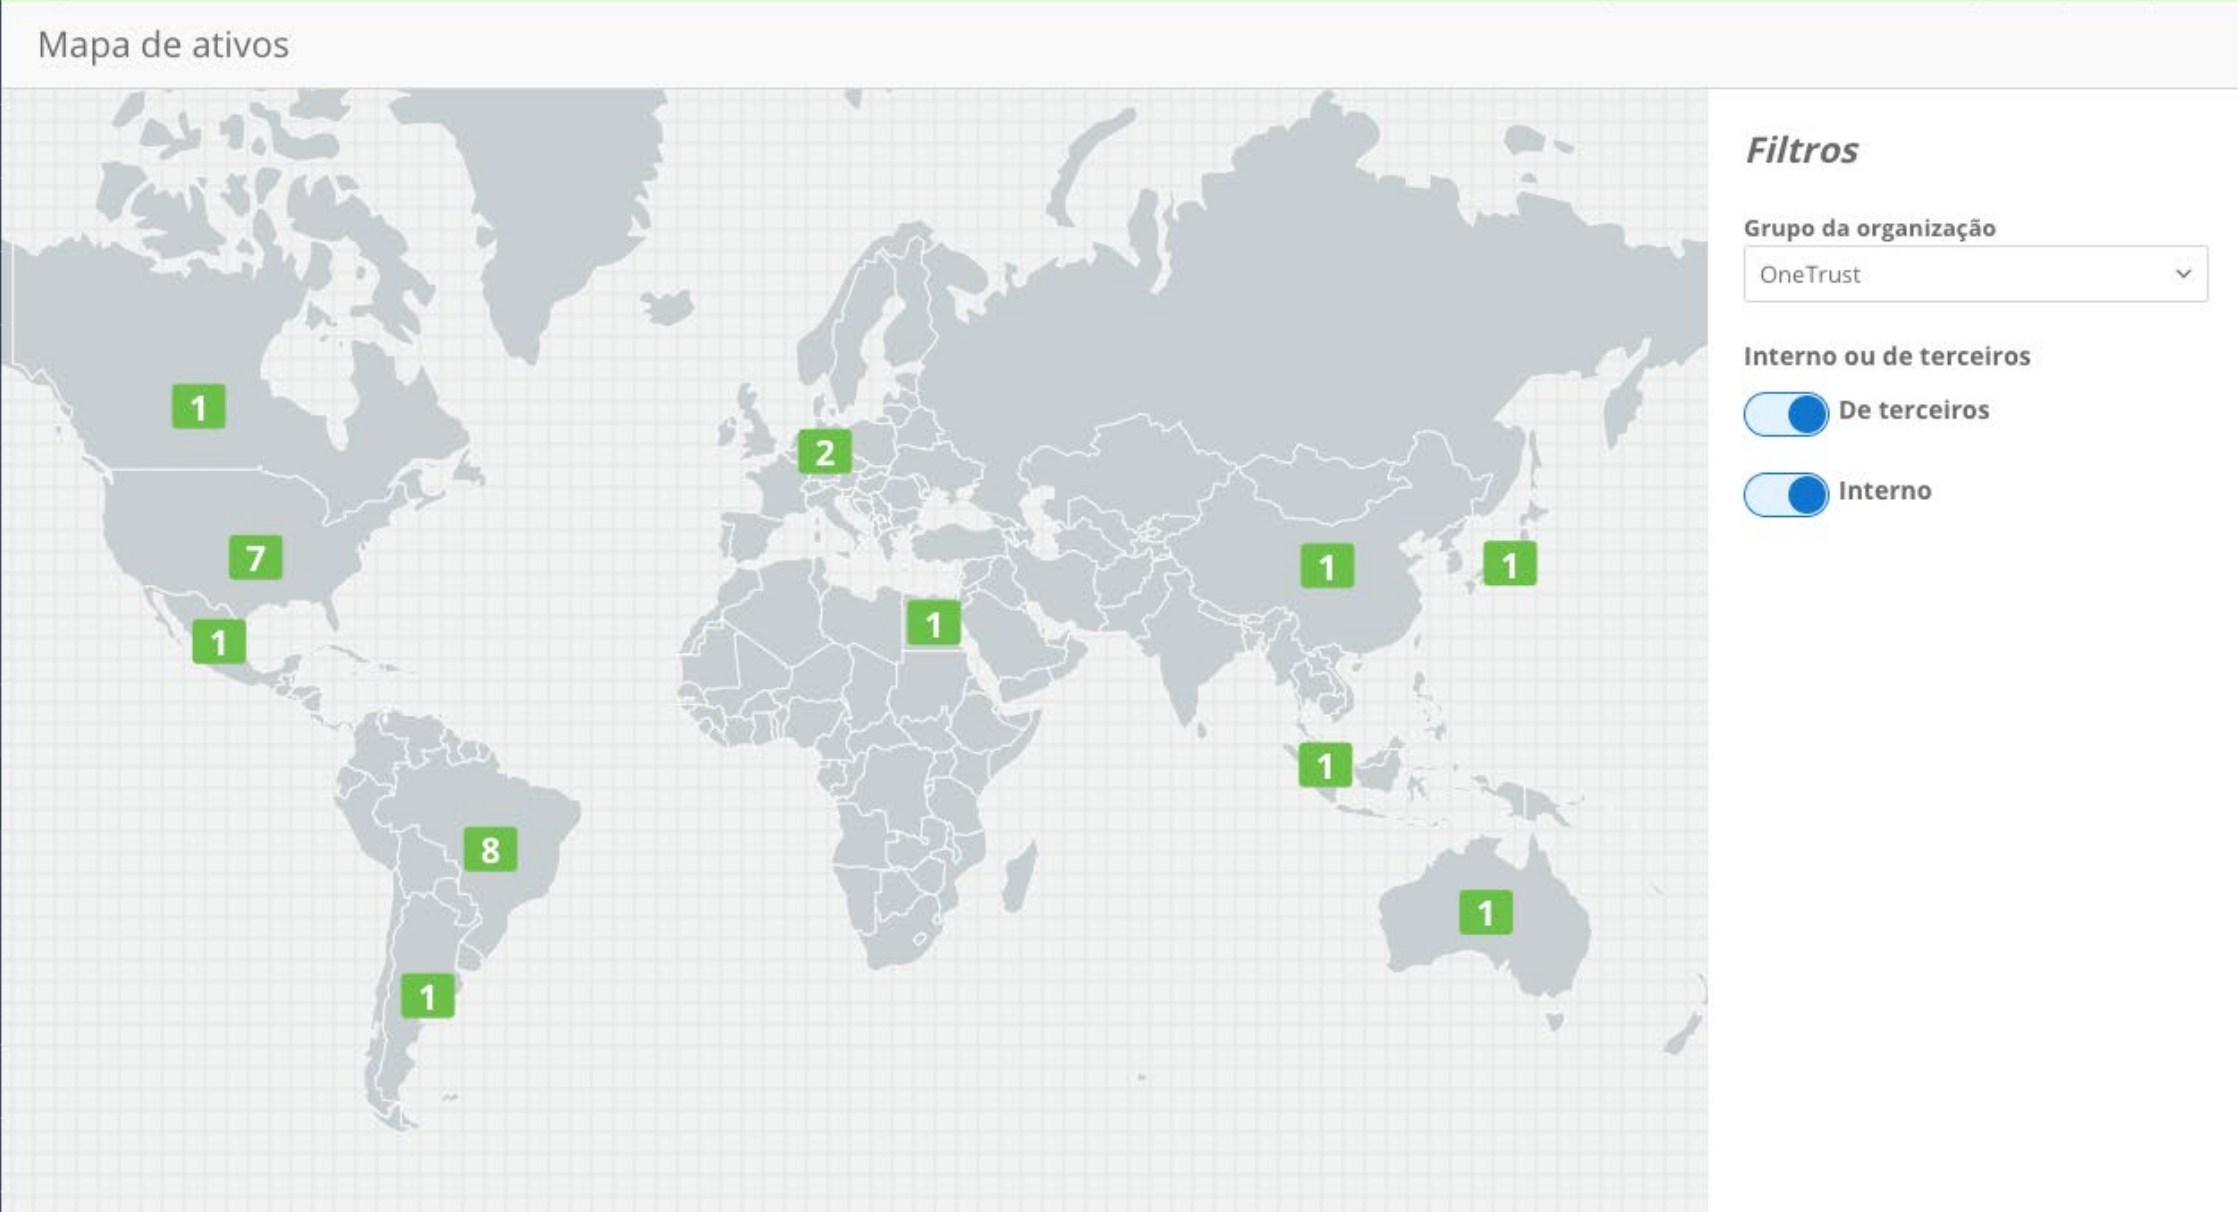 Mapa de ativos
Filtros
Grupo da organização
OneTrust
Interno ou de terceiros
De terceiros
Interno
1
2
7
1
1
1
1
1
8
1
1